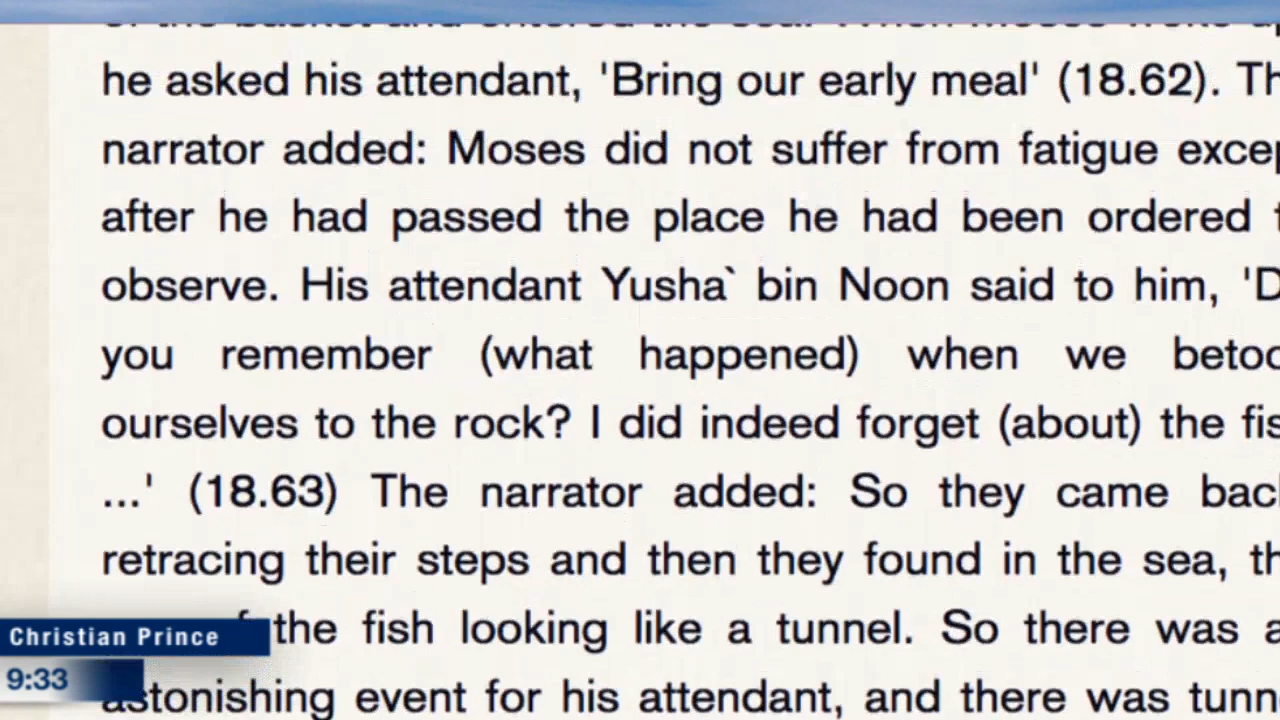 he asked his attendant, 'Bring our early meal' (18.62). Th
narrator added: Moses did not suffer from fatigue excep
after he had passed the place he had been ordered t
observe. His attendant Yusha` bin Noon said to him, 'D
you remember (what happened) when we betoo
ourselves to the rock? I did indeed forget (about) the fis
...' (18.63) The narrator added: So they came back
retracing their steps and then they found in the sea, th
the fish looking like a tunnel. So there was a
astonishing event for his attendant, and there was tunn
Christian Prince
9:33